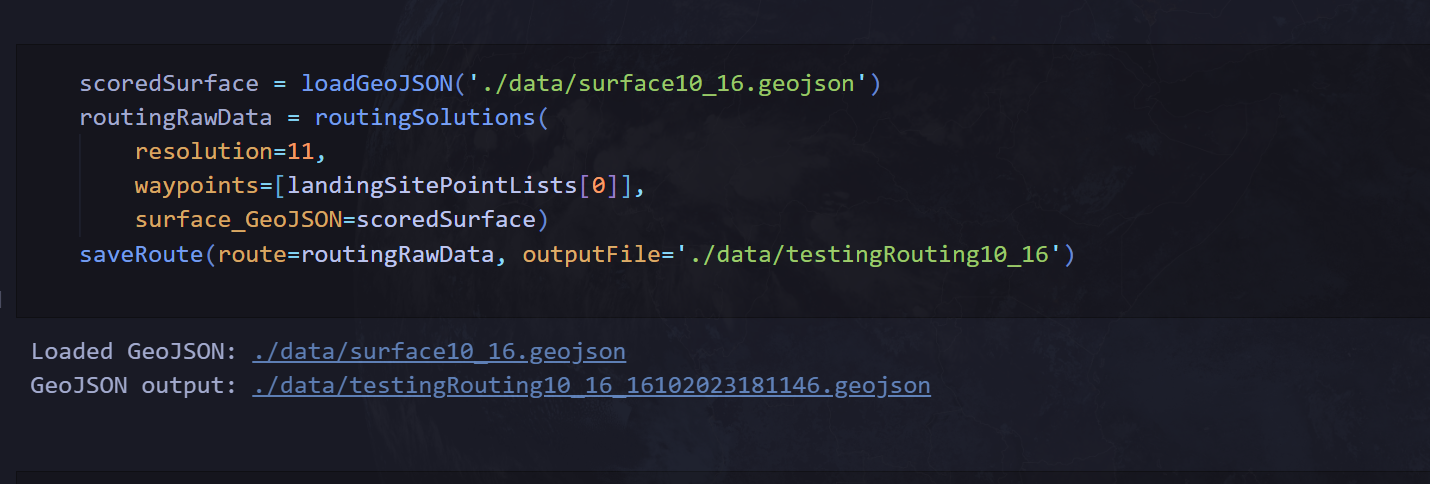 scoredSurface = loadGeoJSON('./data/surface10_16.geojson')
routingRawData = routingSolutions(
    resolution=11,
    waypoints=[landingSitePointLists[0]],
    surface_GeoJSON=scoredSurface)
saveRoute(route=routingRawData, outputFile='./data/testingRouting10_16')
Loaded GeoJSON: ./data/surface10_16.geojson
GeoJSON output: ./data/testingRouting10_16_16102023181146.geojson